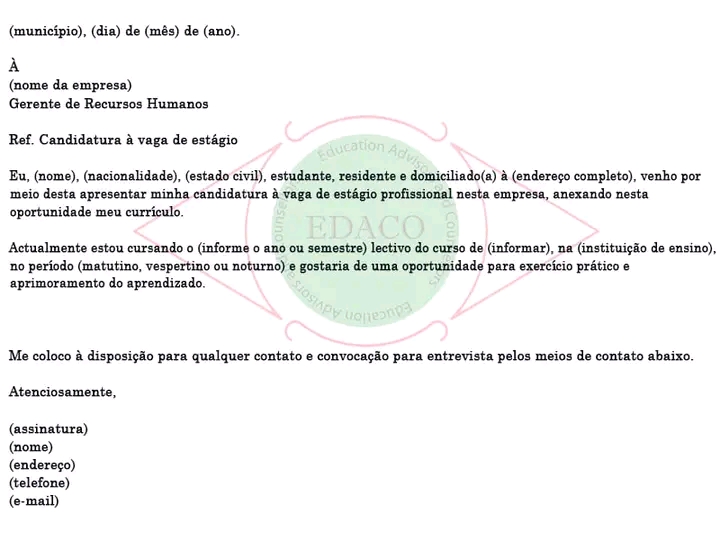 (município), (dia) de (mês) de (ano).
À
(nome da empresa)
Gerente de Recursos Humanos
Ref. Candidatura à vaga de estágio
Eu, (nome), (nacionalidade), (estado civil), estudante, residente e domiciliado(a) à (endereço completo), venho por
meio desta apresentar minha candidatura à vaga de estágio profissional nesta empresa, anexando nesta
oportunidade meu currículo.
Actualmente estou cursando o (informe o ano ou semestre) lectivo do curso de (informar), na (instituição de ensino),
no período (matutino, vespertino ou noturno) e gostaria de uma oportunidade para exercício prático e
aprimoramento do aprendizado.
Me coloco à disposição para qualquer contato e convocação para entrevista pelos meios de contato abaixo.
Atenciosamente,
(assinatura)
(nome)
(endereço)
(telefone)
(e-mail)
EDACO
Education Advisors and Counselors
Education Advisors